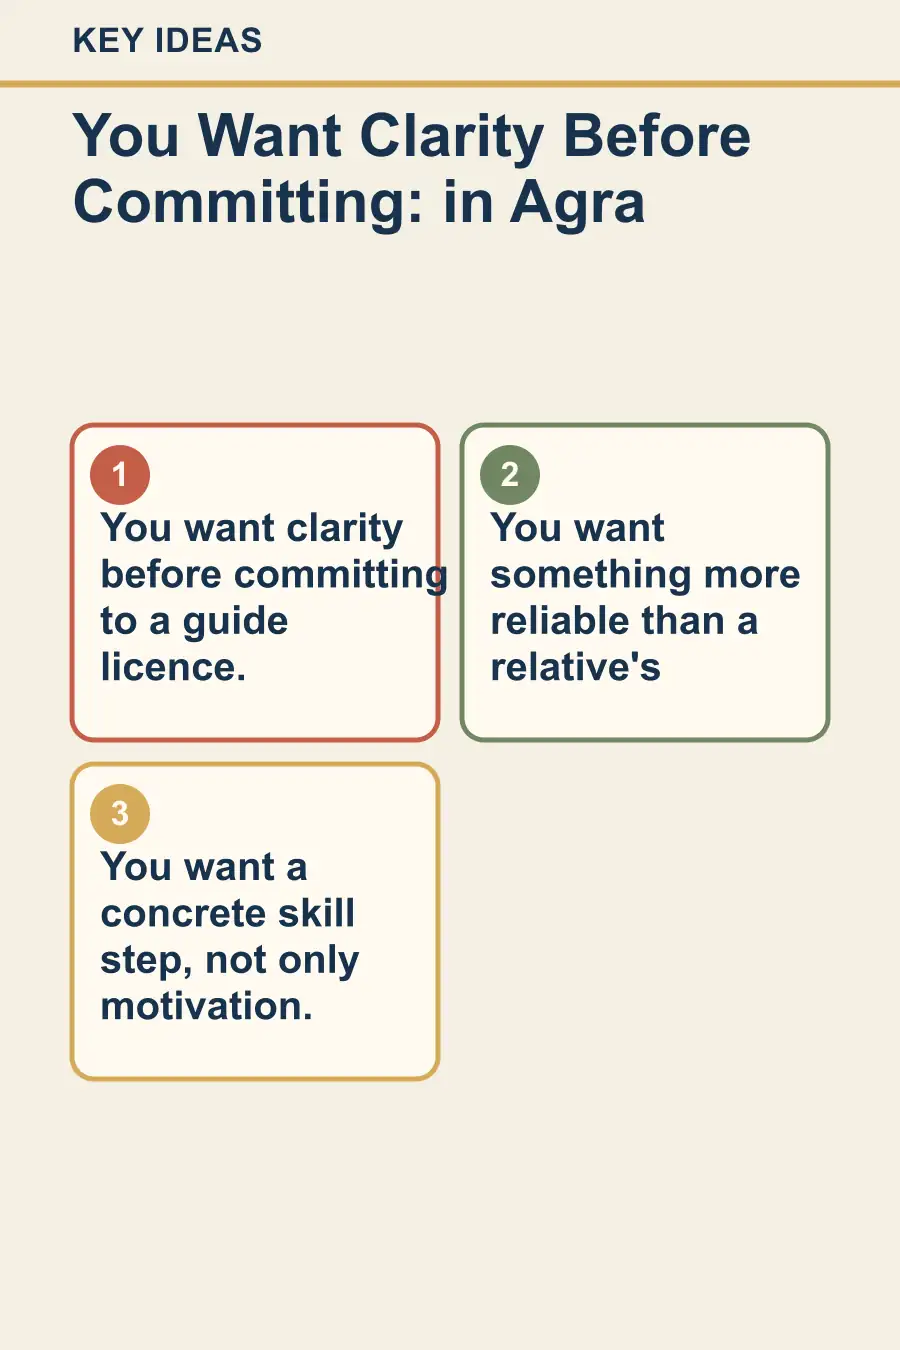 KEY IDEAS
You Want Clarity Before
Committing: in Agra
1
You want clarity
before committing
to a guide
licence.
2
You want
something more
reliable than a
relative's
3
You want a
concrete skill
step, not only
motivation.